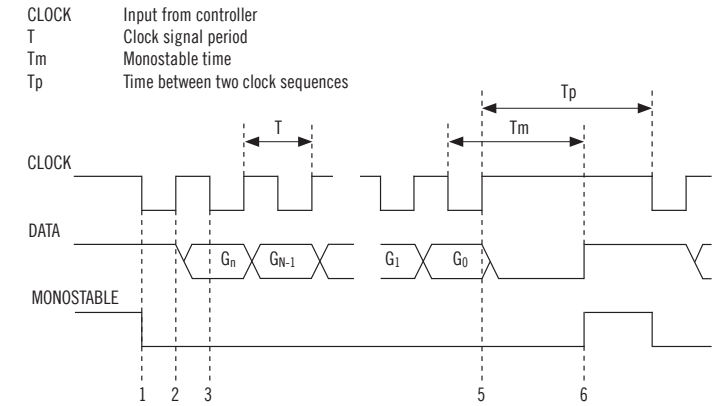 CLOCK Input from controller
T Clock signal period
Tm Monostable time
Tp Time between two clock sequences
Tp
T
Tm
CLOCK
DATA
Gn GN-1 G1 G0
MONOSTABLE
1 2 3 5 6